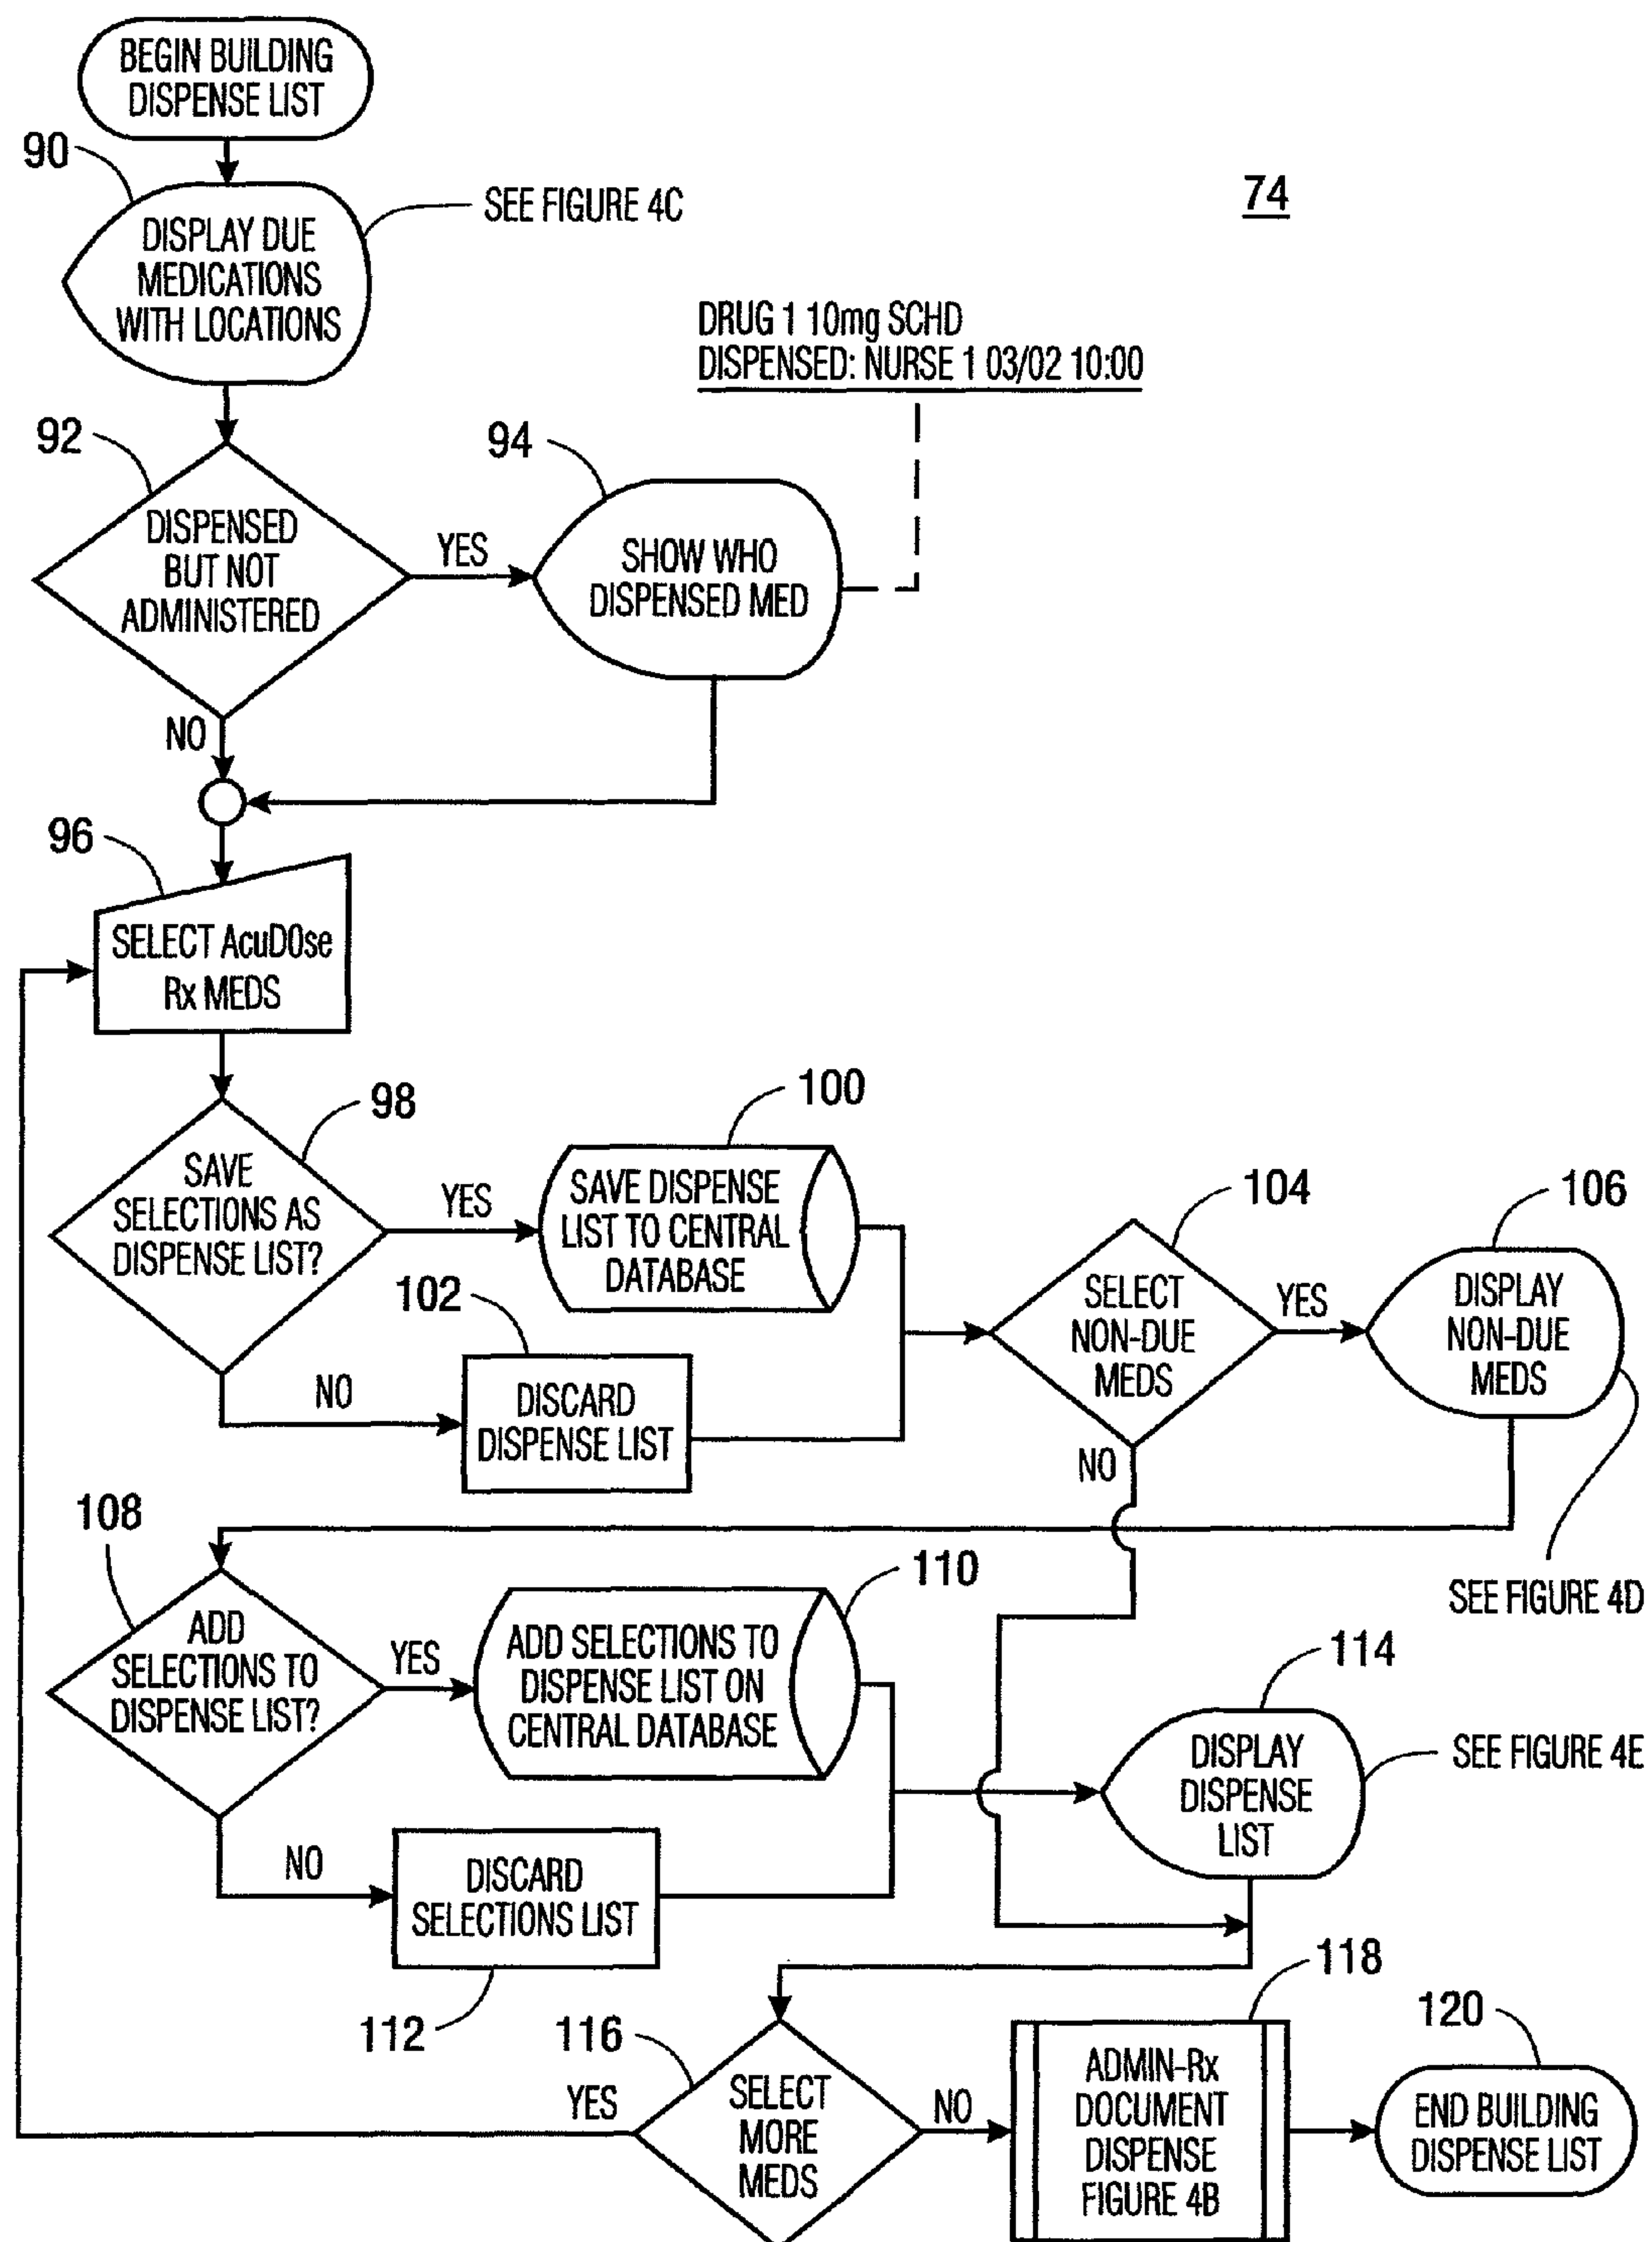 BEGIN BUILDING
DISPENSE LIST
90
DISPLAY DUE
MEDICATIONS
WITH LOCATIONS
SEE FIGURE 4C
74
DRUG 1 10mg SCHD
DISPENSED: NURSE 1 03/02 10:00
92
DISPENSED
BUT NOT
ADMINISTERED
YES
94
SHOW WHO
DISPENSED MED
NO
96
SELECT AcuD0se
Rx MEDS
98
SAVE
SELECTIONS AS
DISPENSE LIST?
YES
100
SAVE DISPENSE
LIST TO CENTRAL
DATABASE
NO
102
DISCARD
DISPENSE LIST
104
SELECT
NON-DUE
MEDS
YES
106
DISPLAY
NON-DUE
MEDS
NO
SEE FIGURE 4D
108
ADD
SELECTIONS TO
DISPENSE LIST?
YES
110
ADD SELECTIONS TO
DISPENSE LIST ON
CENTRAL DATABASE
NO
DISCARD
SELECTIONS LIST
112
114
DISPLAY
DISPENSE
LIST
SEE FIGURE 4E
116
SELECT
MORE
MEDS
YES
NO
118
ADMIN-Rx
DOCUMENT
DISPENSE
FIGURE 4B
120
END BUILDING
DISPENSE LIST